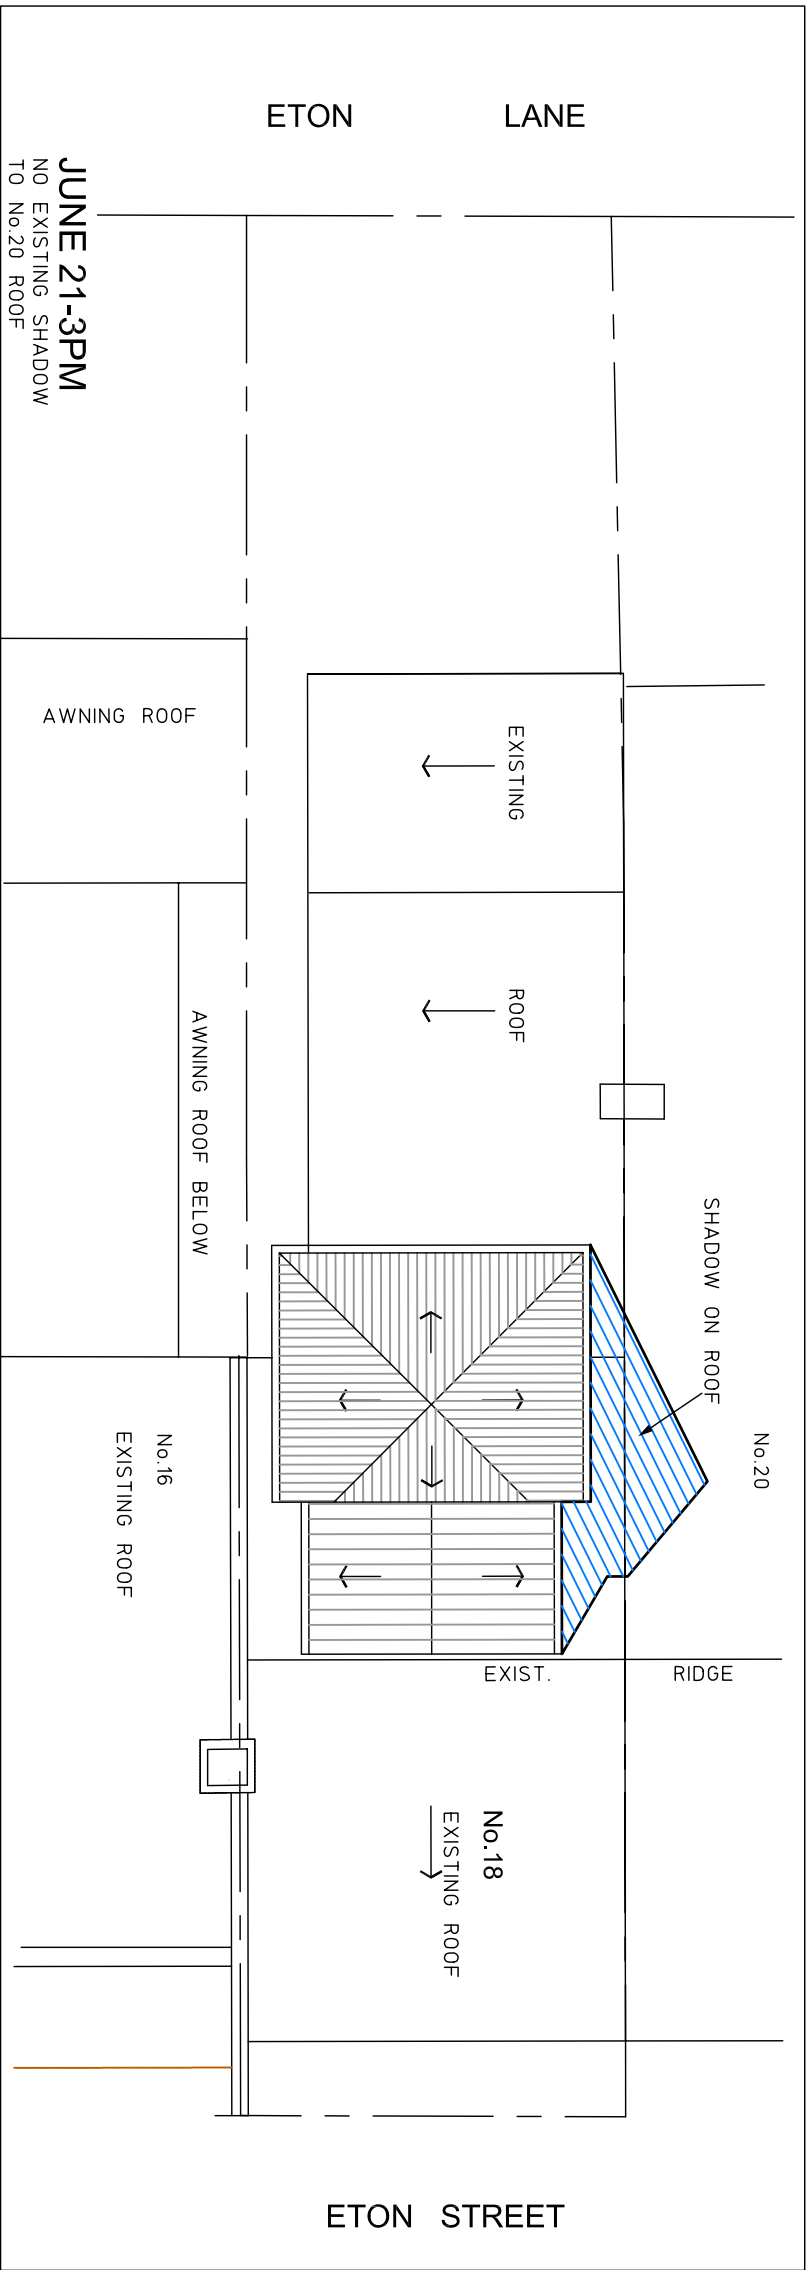 ETON LANE
JUNE 21-3PM
NO EXISTING SHADOW
TO No.20 ROOF
AWNING ROOF
EXISTING
ROOF
AWNING ROOF BELOW
SHADOW ON ROOF
No.20
No.16
EXISTING ROOF
EXIST. RIDGE
No.18
EXISTING ROOF
ETON STREET